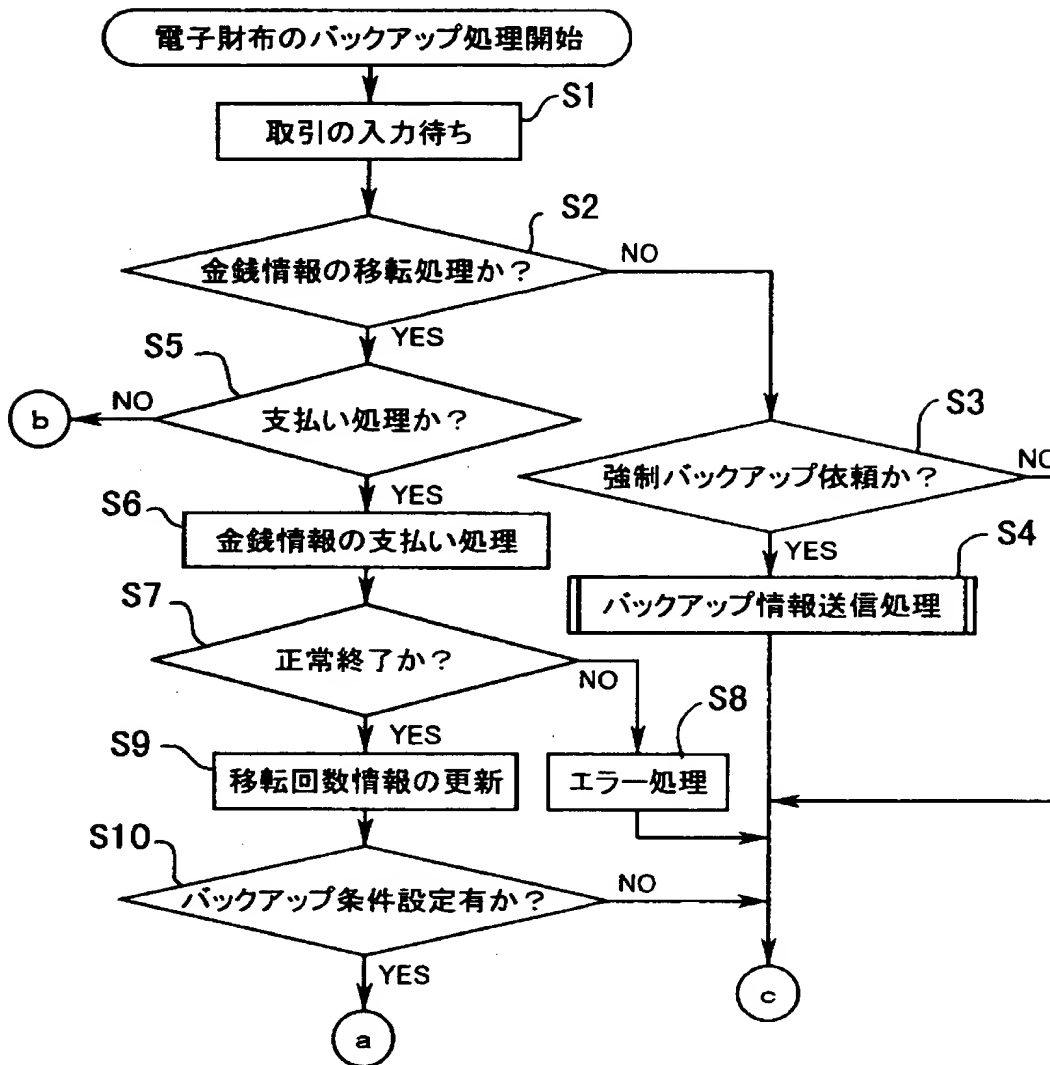 電子財布のバックアップ処理開始
S1
取引の入力待ち
S2
金銭情報の移転処理か？
NO
YES
S5
支払い処理か？
NO
b
YES
S3
強制バックアップ依頼か？
NO
YES
S6
金銭情報の支払い処理
S4
バックアップ情報送信処理
S7
正常終了か？
NO
YES
S8
エラー処理
S9
移転回数情報の更新
S10
バックアップ条件設定有か？
NO
YES
a
c